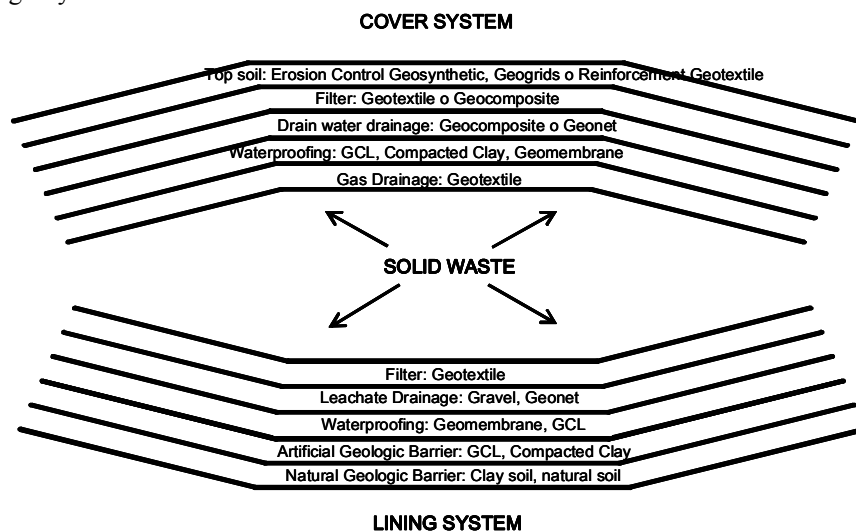 COVER SYSTEM
Top soil: Erosion Control Geosynthetic, Geogrids o Reinforcement Geotextile
Filter: Geotextile o Geocomposite
Drain water drainage: Geocomposite o Geonet
Waterproofing: GCL, Compacted Clay, Geomembrane
Gas Drainage: Geotextile
SOLID WASTE
Filter: Geotextile
Leachate Drainage: Gravel, Geonet
Waterproofing: Geomembrane, GCL
Artificial Geologic Barrier: GCL, Compacted Clay
Natural Geologic Barrier: Clay soil, natural soil
LINING SYSTEM